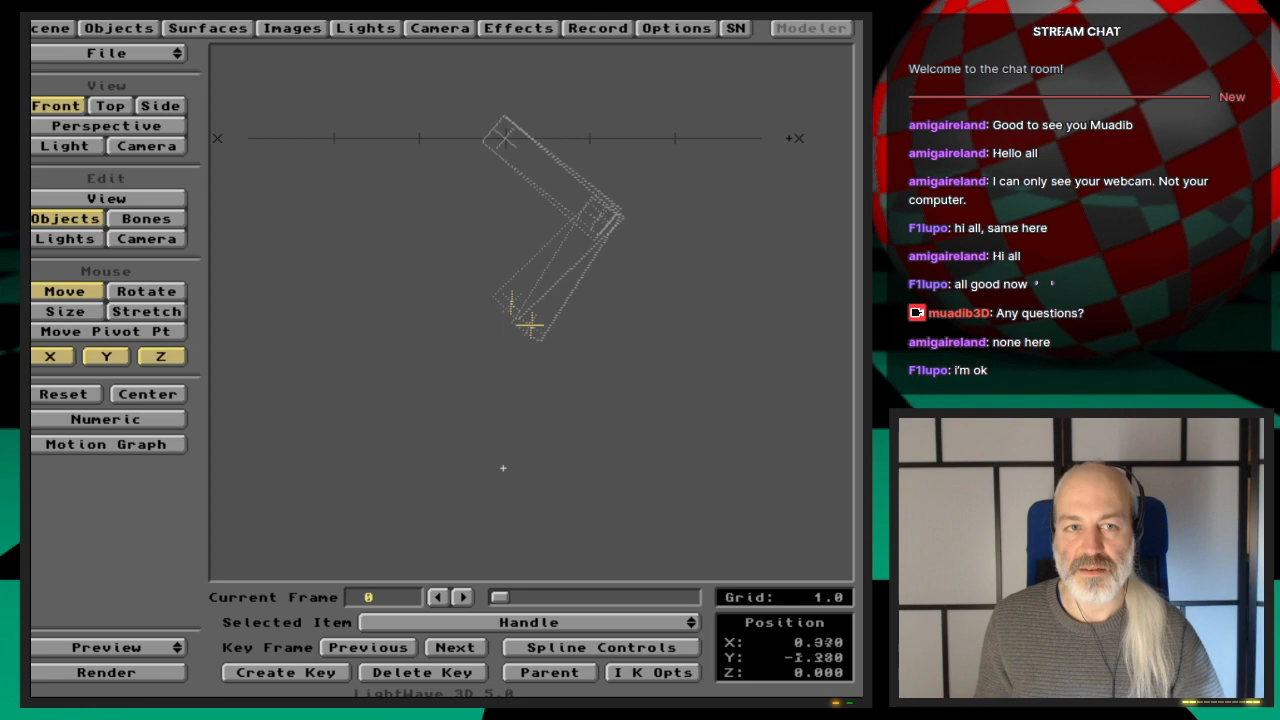 cene Objects Surfaces Images Lights Camera Effects Record Options SN Modeler
File
View
Front Top Side
Perspective
Light Camera
Edit
View
Objects Bones
Lights Camera
Mouse
Move Rotate
Size Stretch
Move Pivot Pt
X Y Z
Reset Center
Numeric
Motion Graph
Preview
Render
X +X
Current Frame 0
Selected Item Handle
Key Frame Previous Next Spline Controls
Create Key Delete Key Parent I K Opts
LightWave 3D 5.0
Grid: 1.0
Position
X:
Y:
Z: 0.000
STREAM CHAT
Welcome to the chat room!
New
amigaireland: Good to see you Muadib
amigaireland: Hello all
amigaireland: I can only see your webcam. Not your
computer.
F1lupo: hi all, same here
amigaireland: Hi all
F1lupo: all good now
muadib3D: Any questions?
amigaireland: none here
F1lupo: i'm ok